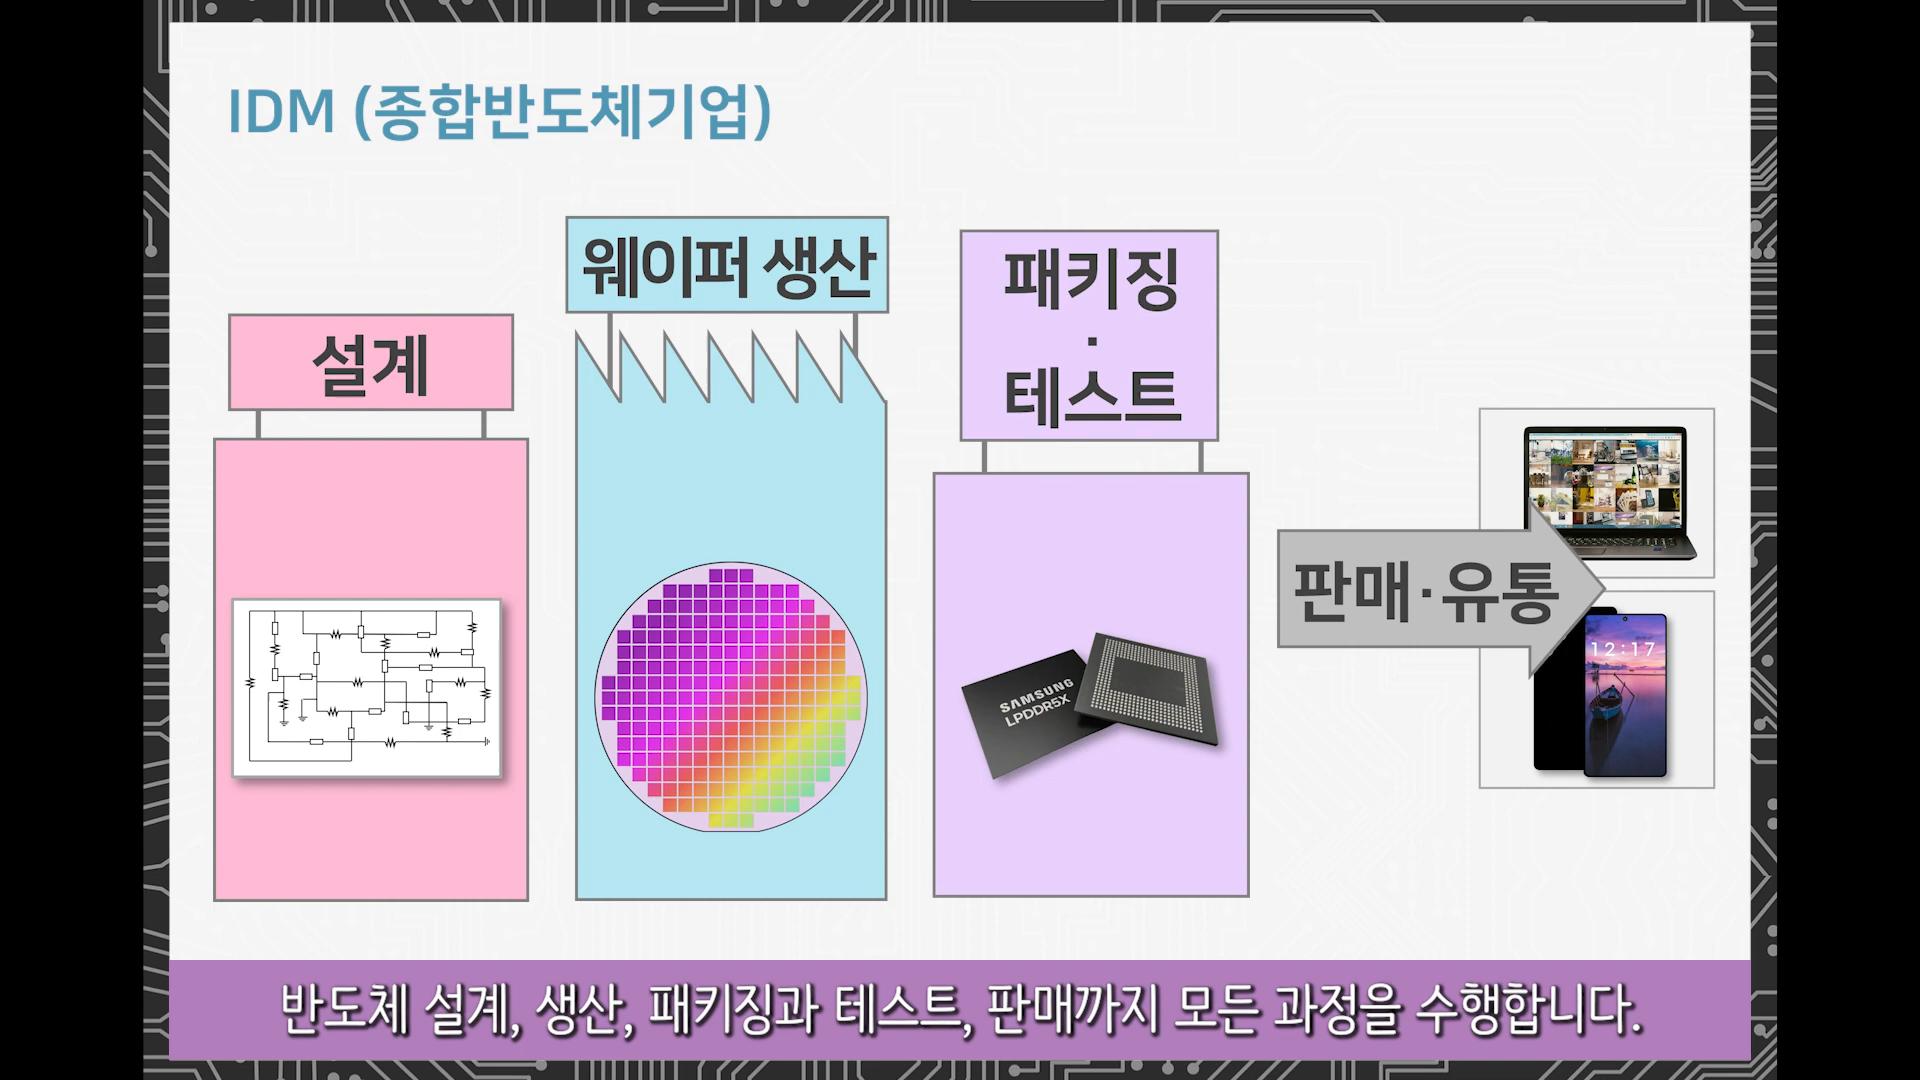 IDM (종합반도체기업)
설계
웨이퍼 생산
패키징
·
테스트
SAMSUNG
LPDDR5X
판매·유통
12:17
반도체 설계, 생산, 패키징과 테스트, 판매까지 모든 과정을 수행합니다.